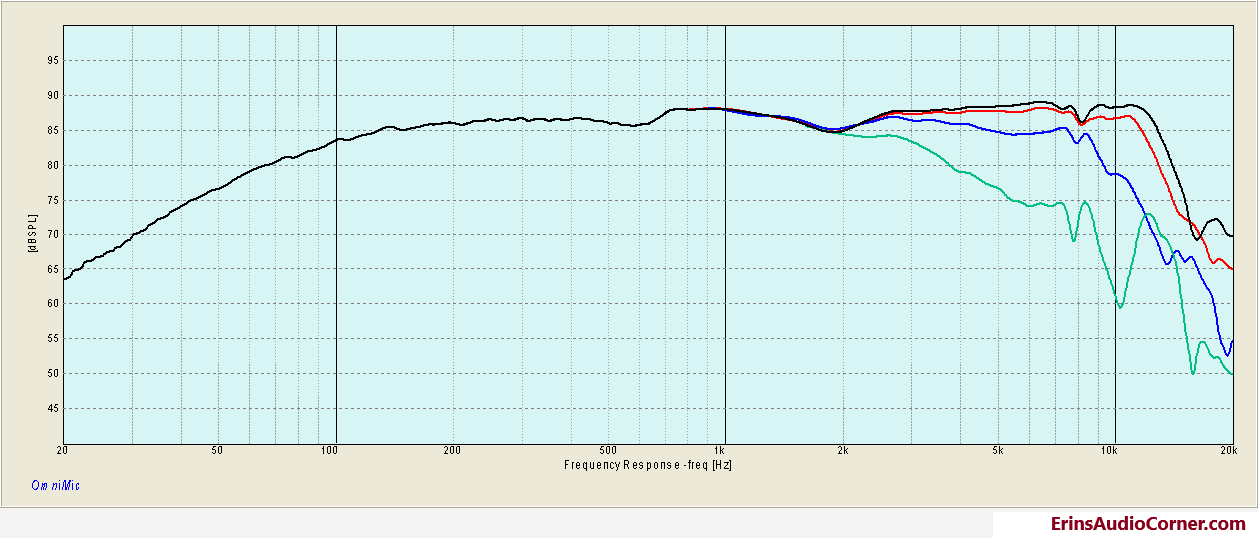 95
90
85
80
75
70
65
60
55
50
45
[dBSPL]
20 50 100 200 500 1k 2k 5k 10k 20k
Frequency Response -freq [Hz]
OmniMic
ErinsAudioCorner.com